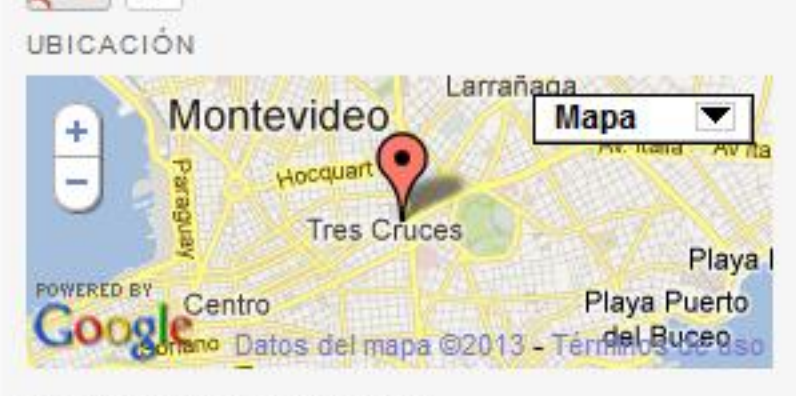 UBICACIÓN
Larrañaga
Montevideo
Mapa
Av. Italia
Av Ita
Hocquart
Paraguay
Tres Cruces
Playa
POWERED BY
Google
Centro
Playa Puerto
del Buceo
Soriano
Datos del mapa ©2013 - Términos de uso